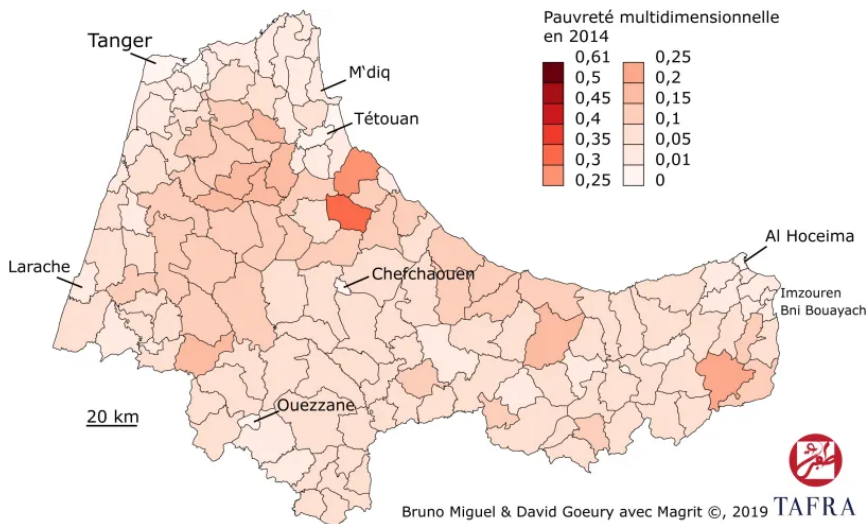 Pauvreté multidimensionnelle
en 2014
0,61
0,5
0,45
0,4
0,35
0,3
0,25
0,25
0,2
0,15
0,1
0,05
0,01
0
Tanger
M'diq
Tétouan
Larache
Chefchaouen
Al Hoceima
Imzouren
Bni Bouayach
Ouezzane
20 km
Bruno Miguel & David Goeury avec Magrit ©, 2019
TAFRA